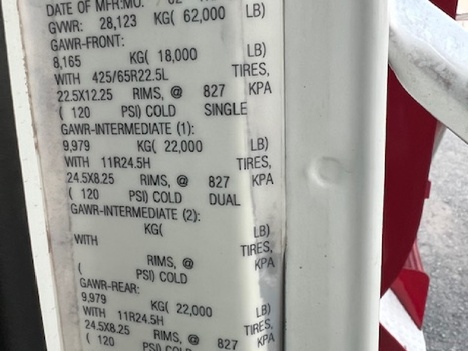 DATE OF MFR:MO.
GVWR: 28,123 KG( 62,000 LB)
GAWR-FRONT:
8,165 KG( 18,000 LB)
WITH 425/65R22.5L TIRES,
22.5X12.25 RIMS, @ 827 KPA
( 120 PSI) COLD SINGLE
GAWR-INTERMEDIATE (1):
9,979 KG( 22,000 LB)
WITH 11R24.5H TIRES,
24.5X8.25 RIMS, @ 827 KPA
( 120 PSI) COLD DUAL
GAWR-INTERMEDIATE (2):
KG( LB)
WITH TIRES,
RIMS, @ KPA
( PSI) COLD
GAWR-REAR:
9,979 KG( 22,000 LB)
WITH 11R24.5H TIRES,
24.5X8.25 RIMS, @ 827 KPA
( 120 PSI) COLD